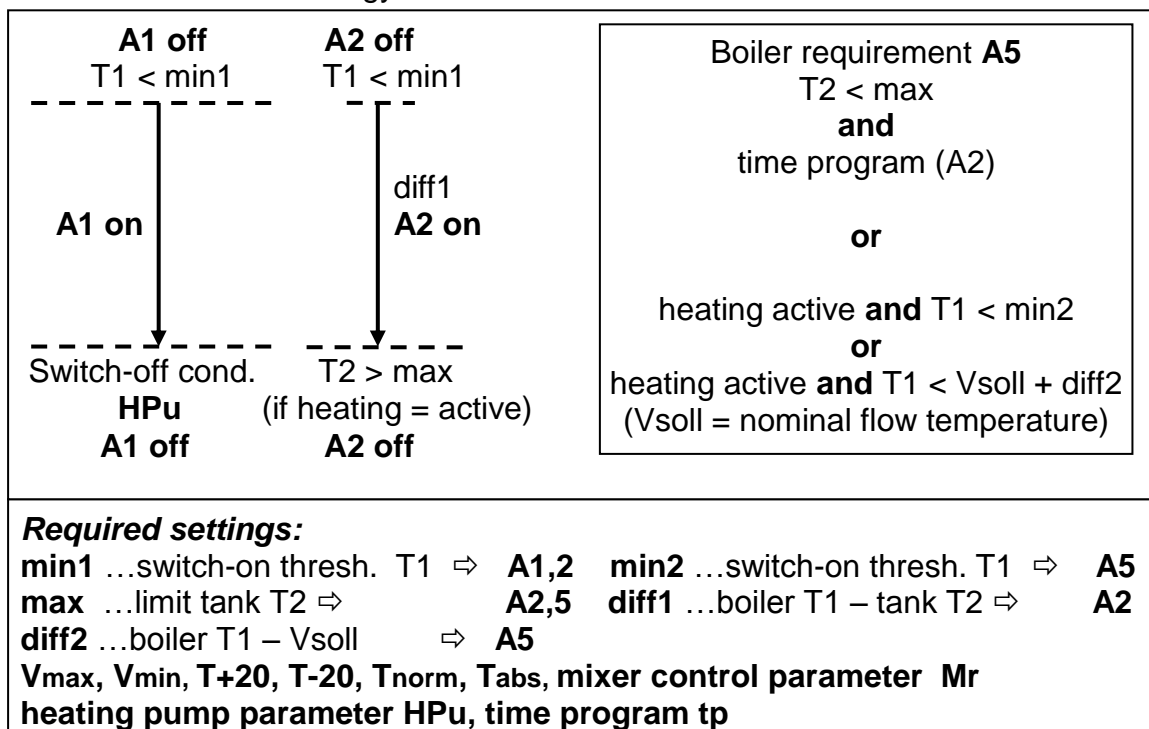 A1 off A2 off
T1 < min1 T1 < min1
diff1
A1 on A2 on
Switch-off cond. T2 > max
HPu (if heating = active)
A1 off A2 off
Boiler requirement A5
T2 < max
and
time program (A2)
or
heating active and T1 < min2
or
heating active and T1 < Vsoll + diff2
(Vsoll = nominal flow temperature)
Required settings:
min1 …switch-on thresh. T1 ⇨ A1,2 min2 …switch-on thresh. T1 ⇨ A5
max …limit tank T2 ⇨ A2,5 diff1 …boiler T1 – tank T2 ⇨ A2
diff2 …boiler T1 – Vsoll ⇨ A5
Vmax, Vmin, T+20, T-20, Tnorm, Tabs, mixer control parameter Mr
heating pump parameter HPu, time program tp